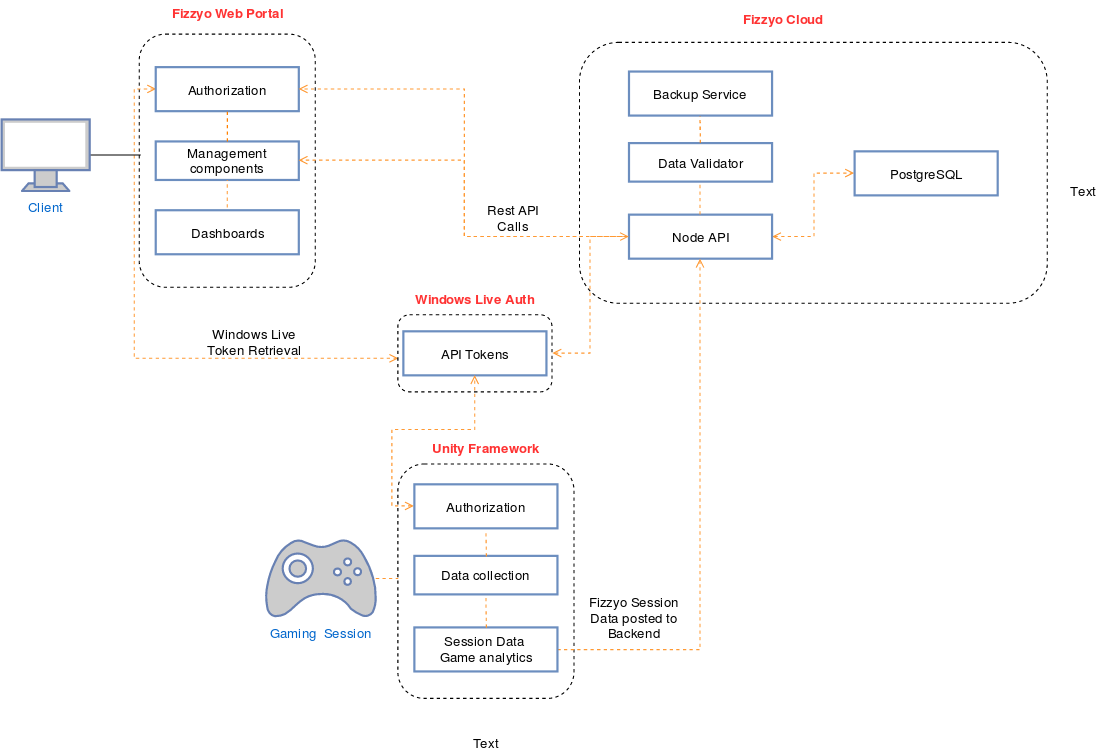 Fizzyo Web Portal
Authorization
Management
components
Dashboards
Client
Fizzyo Cloud
Backup Service
Data Validator
Node API
PostgreSQL
Text
Rest API
Calls
Windows Live
Token Retrieval
Windows Live Auth
API Tokens
Unity Framework
Authorization
Data collection
Session Data
Game analytics
Gaming Session
Fizzyo Session
Data posted to
Backend
Text